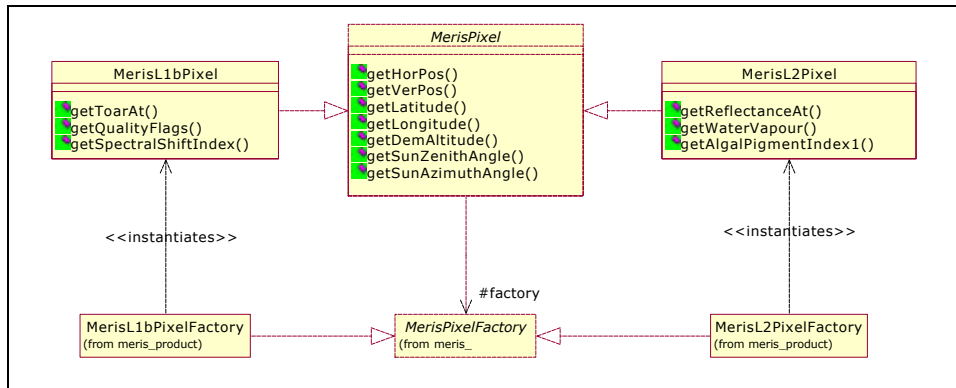 MerisPixel
getHorPos()
getVerPos()
getLatitude()
getLongitude()
getDemAltitude()
getSunZenithAngle()
getSunAzimuthAngle()
MerisL1bPixel
getToarAt()
getQualityFlags()
getSpectralShiftIndex()
MerisL2Pixel
getReflectanceAt()
getWaterVapour()
getAlgalPigmentIndex1()
<<instantiates>>
<<instantiates>>
#factory
MerisL1bPixelFactory
(from meris_product)
MerisPixelFactory
(from meris_
MerisL2PixelFactory
(from meris_product)